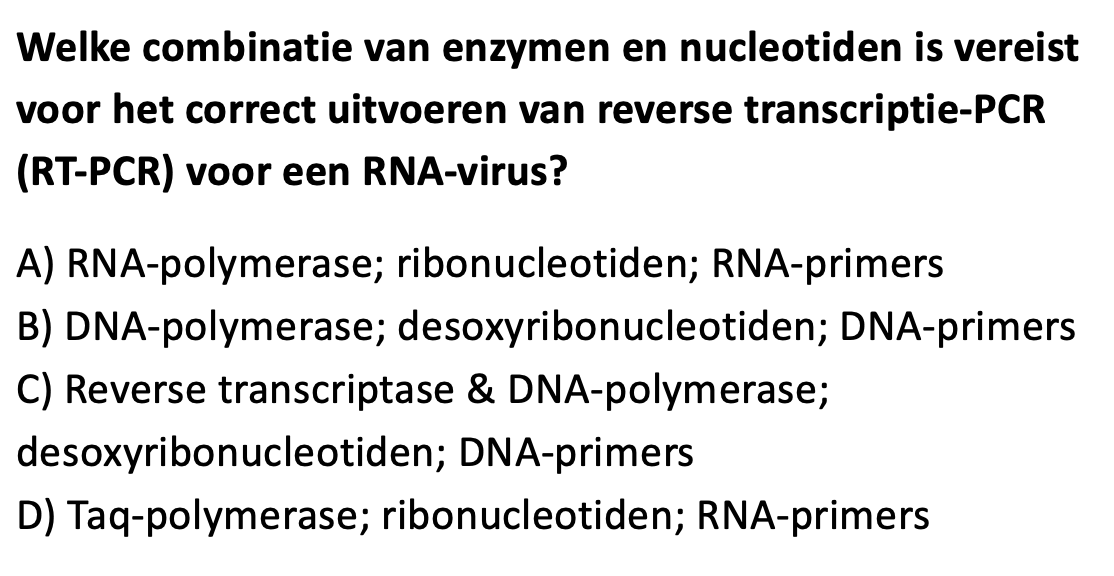 Welke combinatie van enzymen en nucleotiden is vereist
voor het correct uitvoeren van reverse transcriptie-PCR
(RT-PCR) voor een RNA-virus?
A) RNA-polymerase; ribonucleotiden; RNA-primers
B) DNA-polymerase; desoxyribonucleotiden; DNA-primers
C) Reverse transcriptase & DNA-polymerase;
desoxyribonucleotiden; DNA-primers
D) Taq-polymerase; ribonucleotiden; RNA-primers